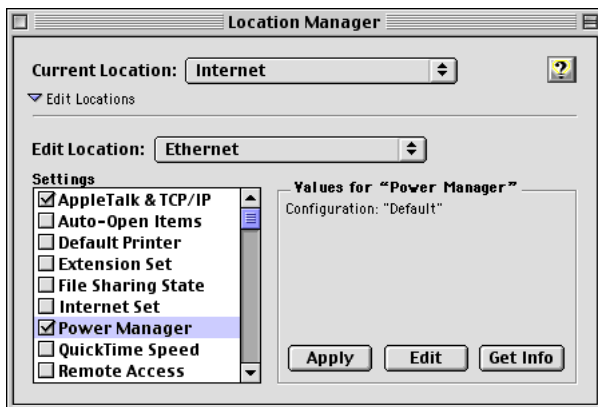 Location Manager
Current Location: Internet
?
Edit Locations
Edit Location: Ethernet
Settings
AppleTalk & TCP/IP
Auto-Open Items
Default Printer
Extension Set
File Sharing State
Internet Set
Power Manager
QuickTime Speed
Remote Access
Values for “Power Manager”
Configuration: "Default"
Apply Edit Get Info